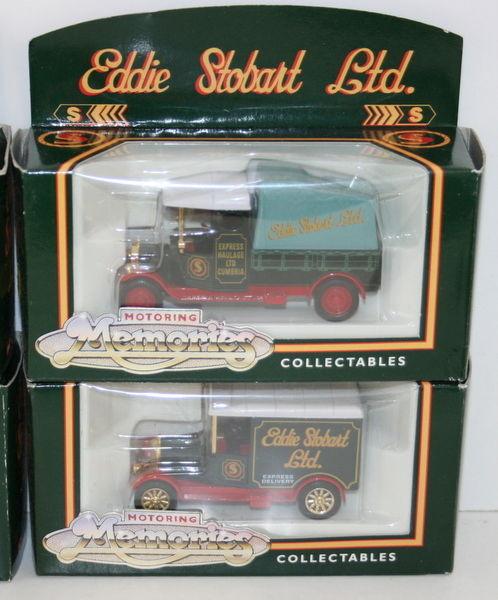 Eddie Stobart Ltd.
S S
S
Eddie Stobart Ltd.
EXPRESS
HAULAGE
LTD
CUMBRIA
S
MOTORING
Memories
COLLECTABLES
Eddie Stobart
Ltd.
EXPRESS
DELIVERY
S
MOTORING
Memories
COLLECTABLES